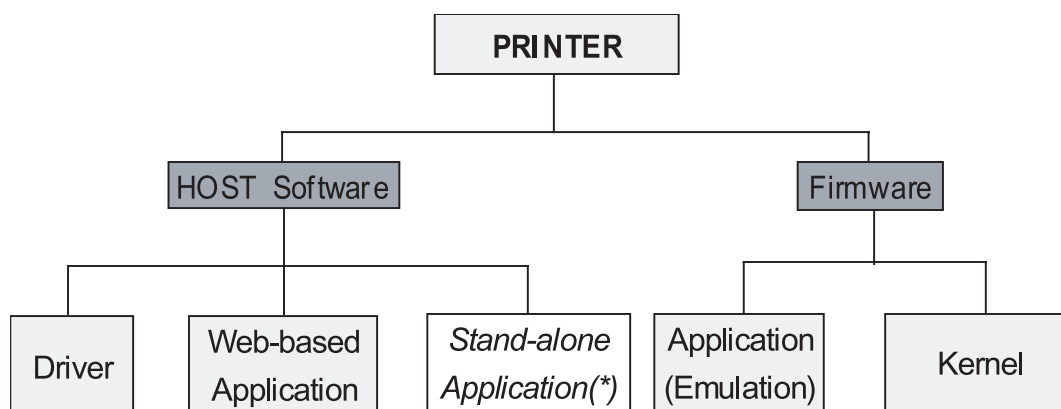 PRINTER
HOST Software
Firmware
Driver
Web-based
Application
Stand-alone
Application(*)
Application
(Emulation)
Kernel